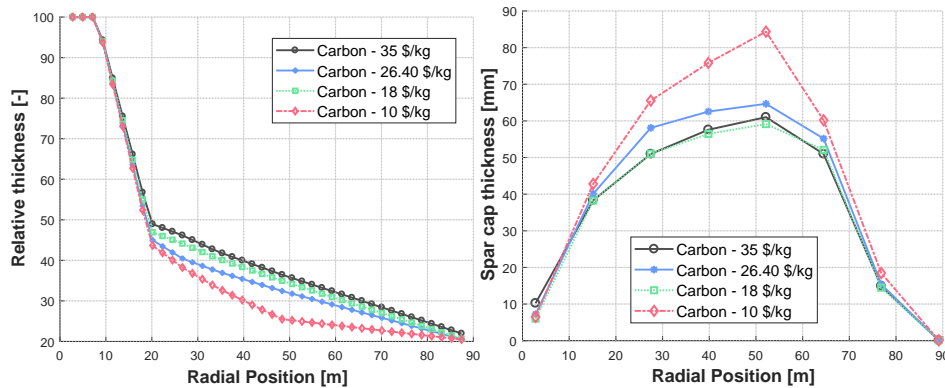 Relative thickness [-]
100
90
80
70
60
50
40
30
20
0 10 20 30 40 50 60 70 80 90
Radial Position [m]
Carbon - 35 $/kg
Carbon - 26.40 $/kg
Carbon - 18 $/kg
Carbon - 10 $/kg
Spar cap thickness [mm]
90
80
70
60
50
40
30
20
10
0
0 10 20 30 40 50 60 70 80 90
Radial Position [m]
Carbon - 35 $/kg
Carbon - 26.40 $/kg
Carbon - 18 $/kg
Carbon - 10 $/kg